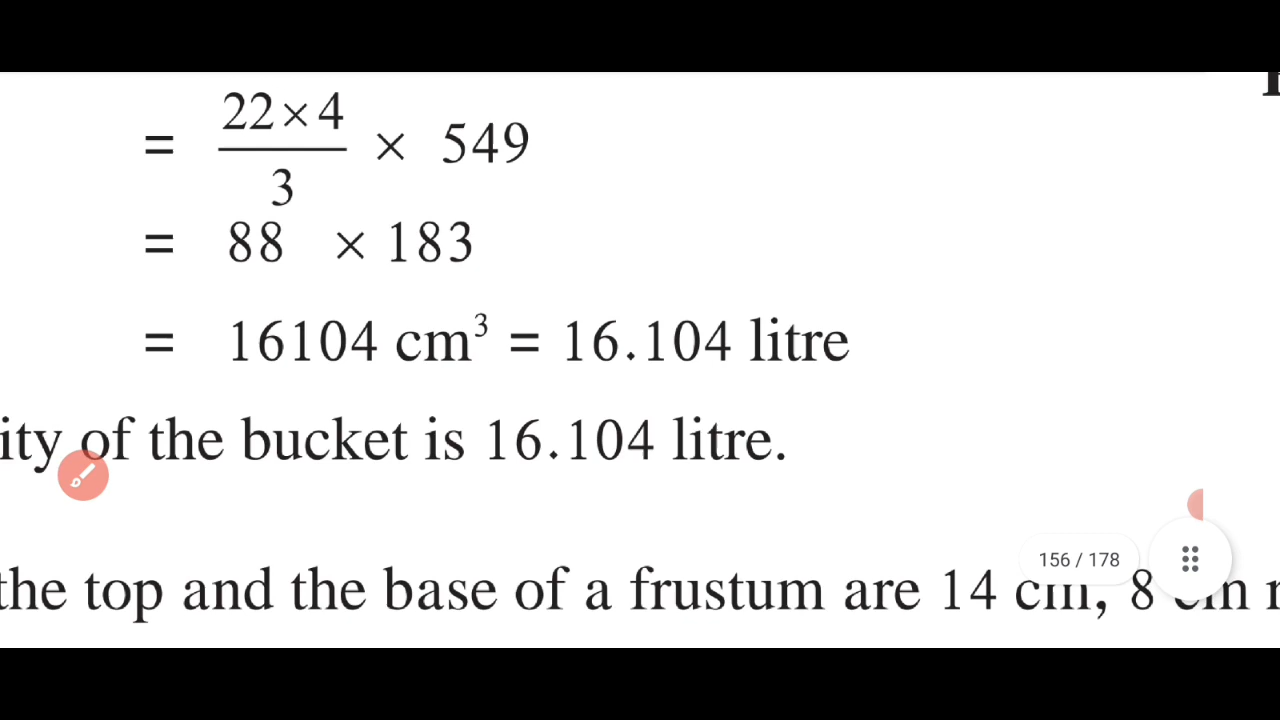 = 22×4/3 × 549
= 88 × 183
= 16104 cm³ = 16.104 litre
ity of the bucket is 16.104 litre.
156 / 178
the top and the base of a frustum are 14 cm, 8 cm